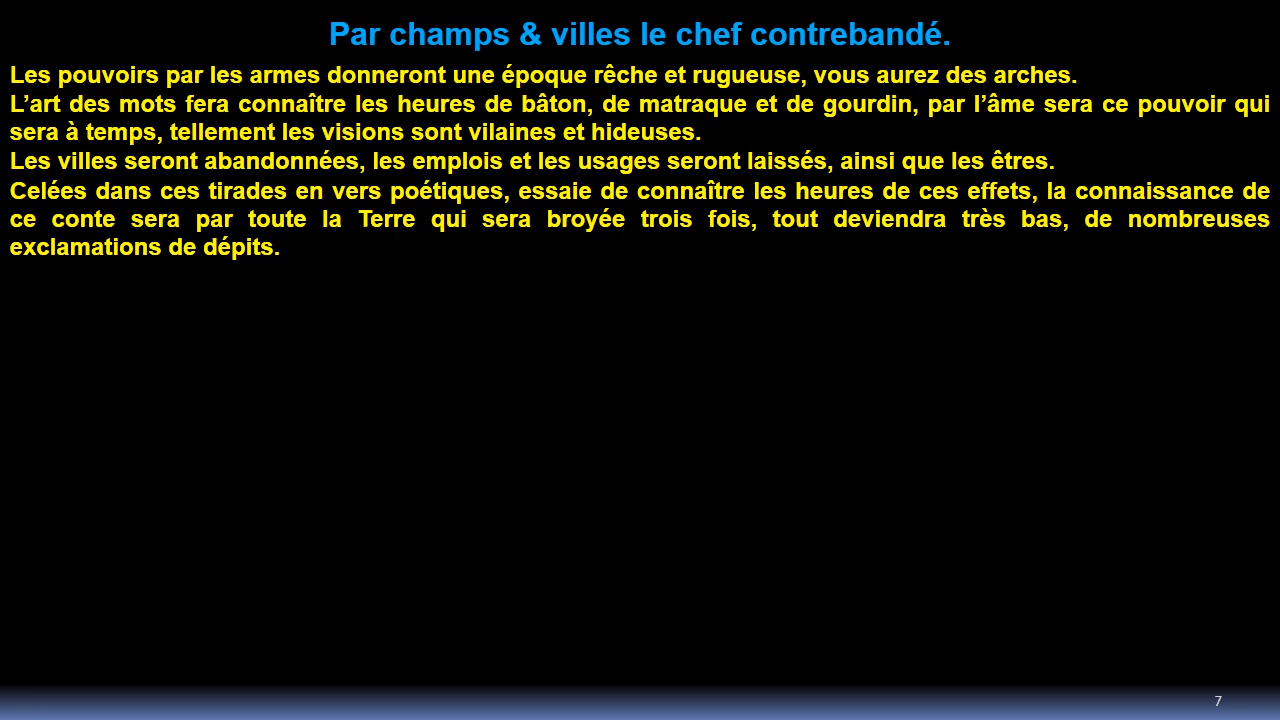 Par champs & villes le chef contrebandé.
Les pouvoirs par les armes donneront une époque rêche et rugueuse, vous aurez des arches.
L’art des mots fera connaître les heures de bâton, de matraque et de gourdin, par l’âme sera ce pouvoir qui
sera à temps, tellement les visions sont vilaines et hideuses.
Les villes seront abandonnées, les emplois et les usages seront laissés, ainsi que les êtres.
Celées dans ces tirades en vers poétiques, essaie de connaître les heures de ces effets, la connaissance de
ce conte sera par toute la Terre qui sera broyée trois fois, tout deviendra très bas, de nombreuses
exclamations de dépits.
7